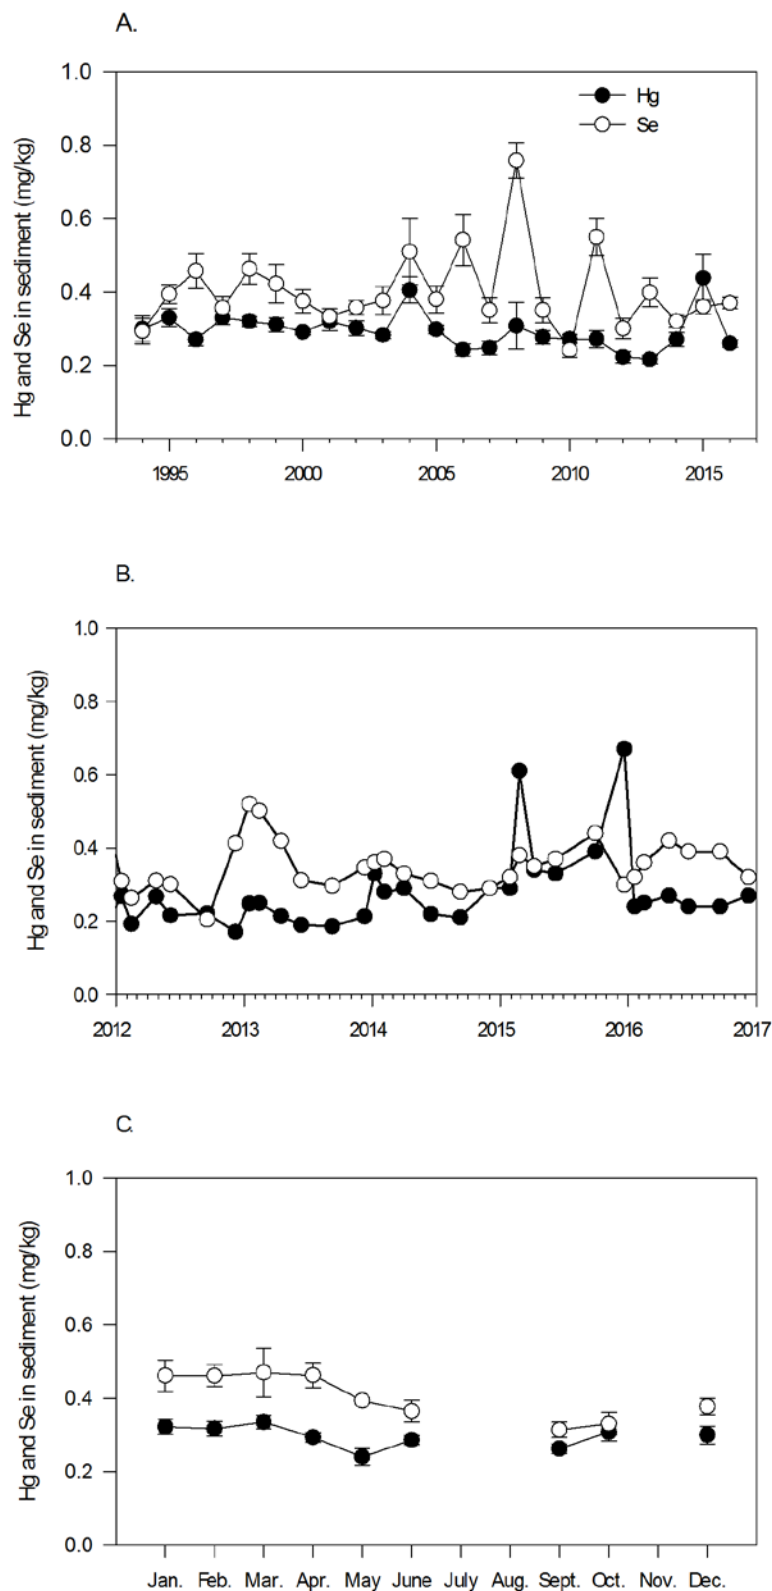 A.
Hg and Se in sediment (mg/kg)
1.0
0.8
0.6
0.4
0.2
0.0
Hg
Se
1995 2000 2005 2010 2015
B.
Hg and Se in sediment (mg/kg)
1.0
0.8
0.6
0.4
0.2
0.0
2012 2013 2014 2015 2016 2017
C.
Hg and Se in sediment (mg/kg)
1.0
0.8
0.6
0.4
0.2
0.0
Jan. Feb. Mar. Apr. May June July Aug. Sept. Oct. Nov. Dec.